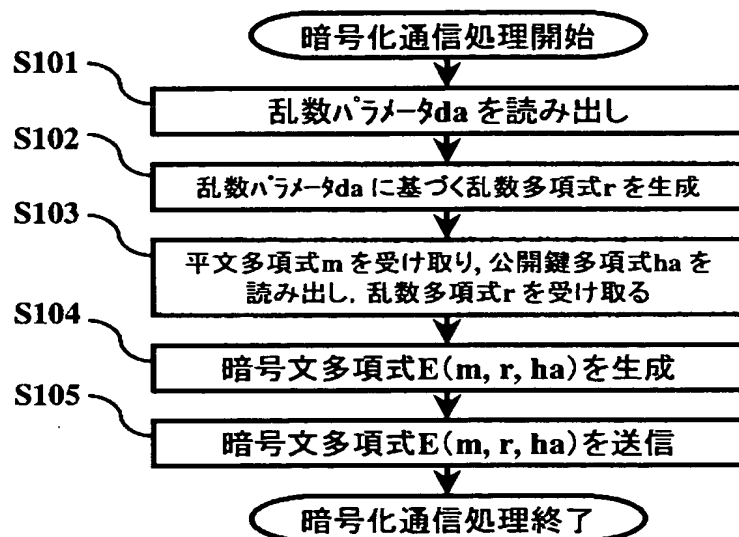 暗号化通信処理開始
S101
乱数パラメータda を読み出し
S102
乱数パラメータda に基づく乱数多項式r を生成
S103
平文多項式m を受け取り, 公開鍵多項式ha を
読み出し, 乱数多項式r を受け取る
S104
暗号文多項式E(m, r, ha)を生成
S105
暗号文多項式E(m, r, ha)を送信
暗号化通信処理終了